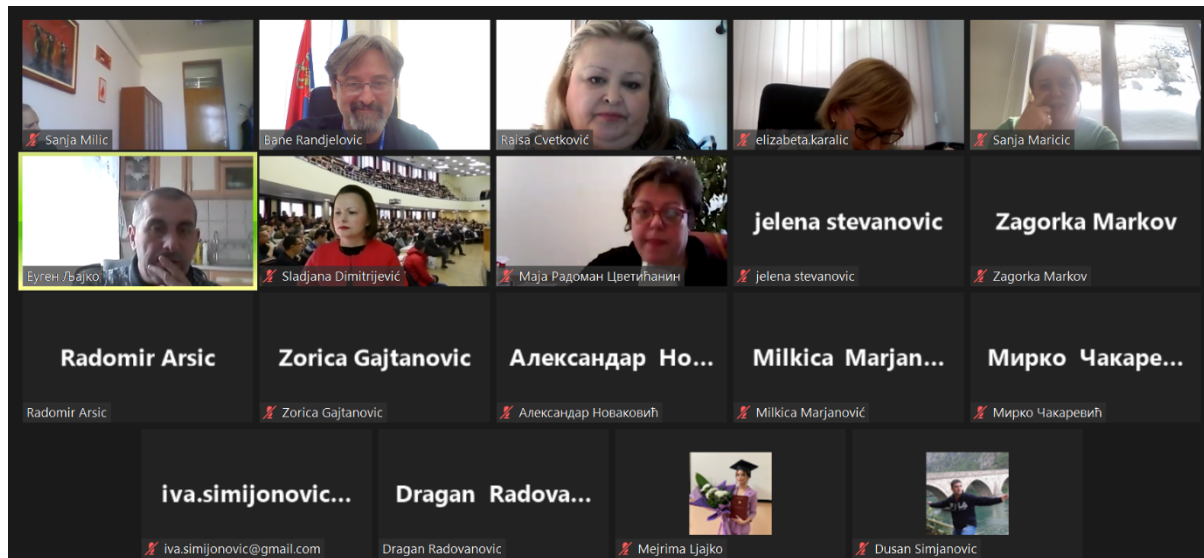 Sanja Milic
Bane Randjelovic
Raisa Cvetković
elizabeta.karalic
Sanja Maricic
Еуген Љајко
Sladjana Dimitrijević
Маја Радоман Цветићанин
jelena stevanovic
jelena stevanovic
Zagorka Markov
Zagorka Markov
Radomir Arsic
Radomir Arsic
Zorica Gajtanovic
Zorica Gajtanovic
Александар Но...
Александар Новаковић
Milkica Marjan...
Milkica Marjanović
Мирко Чакаре...
Мирко Чакаревић
iva.simijonovic...
iva.simijonovic@gmail.com
Dragan Radova...
Dragan Radovanovic
Mejrima Ljajko
Dusan Simjanovic